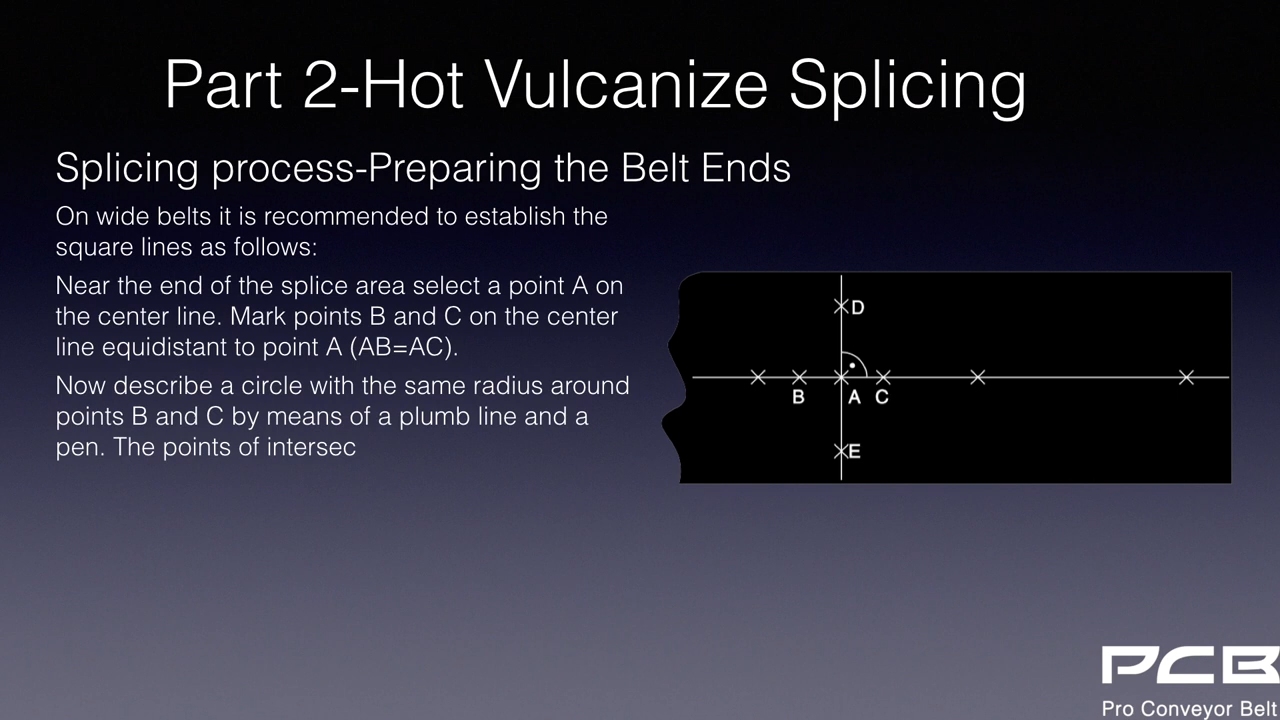 Part 2-Hot Vulcanize Splicing
Splicing process-Preparing the Belt Ends
On wide belts it is recommended to establish the
square lines as follows:
Near the end of the splice area select a point A on
the center line. Mark points B and C on the center
line equidistant to point A (AB=AC).
Now describe a circle with the same radius around
points B and C by means of a plumb line and a
pen. The points of intersec
D
B A C
E
PCB
Pro Conveyor Belt